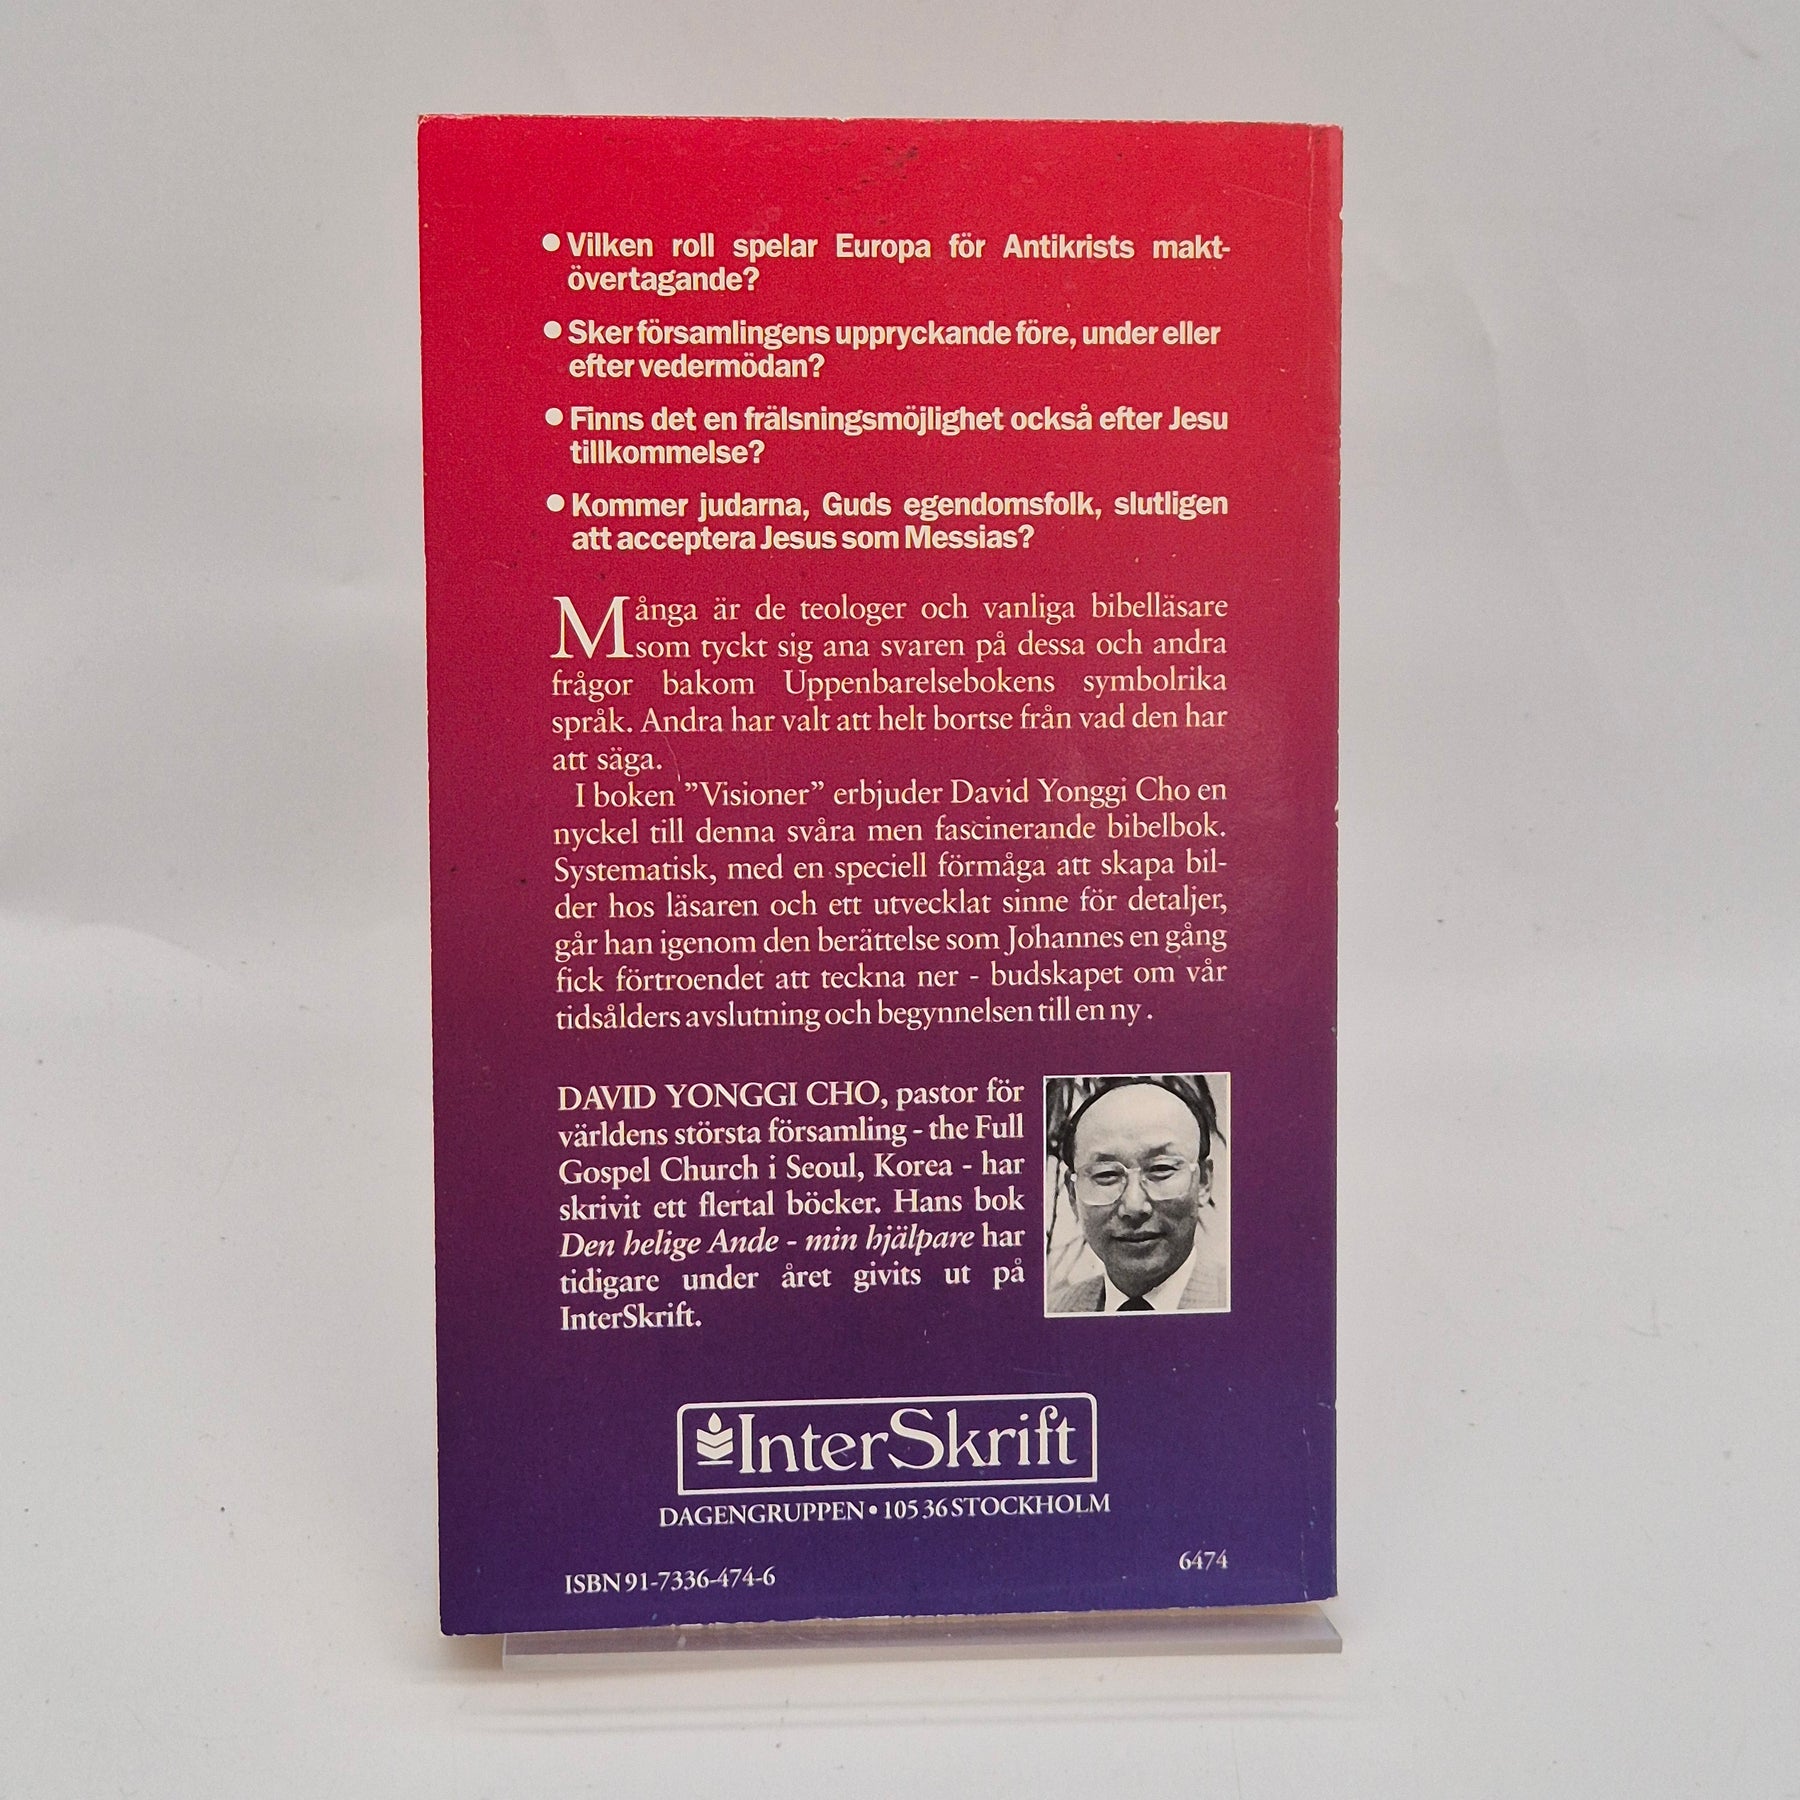 ● Vilken roll spelar Europa för Antikrists makt-
övertagande?
● Sker församlingens uppryckande före, under eller
efter vedermödan?
● Finns det en frälsningsmöjlighet också efter Jesu
tillkommelse?
● Kommer judarna, Guds egendomsfolk, slutligen
att acceptera Jesus som Messias?
Många är de teologer och vanliga bibelläsare
som tyckt sig ana svaren på dessa och andra
frågor bakom Uppenbarelsebokens symbolrika
språk. Andra har valt att helt bortse från vad den har
att säga.
I boken ”Visioner” erbjuder David Yonggi Cho en
nyckel till denna svåra men fascinerande bibelbok.
Systematisk, med en speciell förmåga att skapa bil-
der hos läsaren och ett utvecklat sinne för detaljer,
går han igenom den berättelse som Johannes en gång
fick förtroendet att teckna ner - budskapet om vår
tidsålders avslutning och begynnelsen till en ny .
DAVID YONGGI CHO, pastor för
världens största församling - the Full
Gospel Church i Seoul, Korea - har
skrivit ett flertal böcker. Hans bok
Den helige Ande - min hjälpare har
tidigare under året givits ut på
InterSkrift.
InterSkrift
DAGENGRUPPEN • 105 36 STOCKHOLM
ISBN 91-7336-474-6
6474